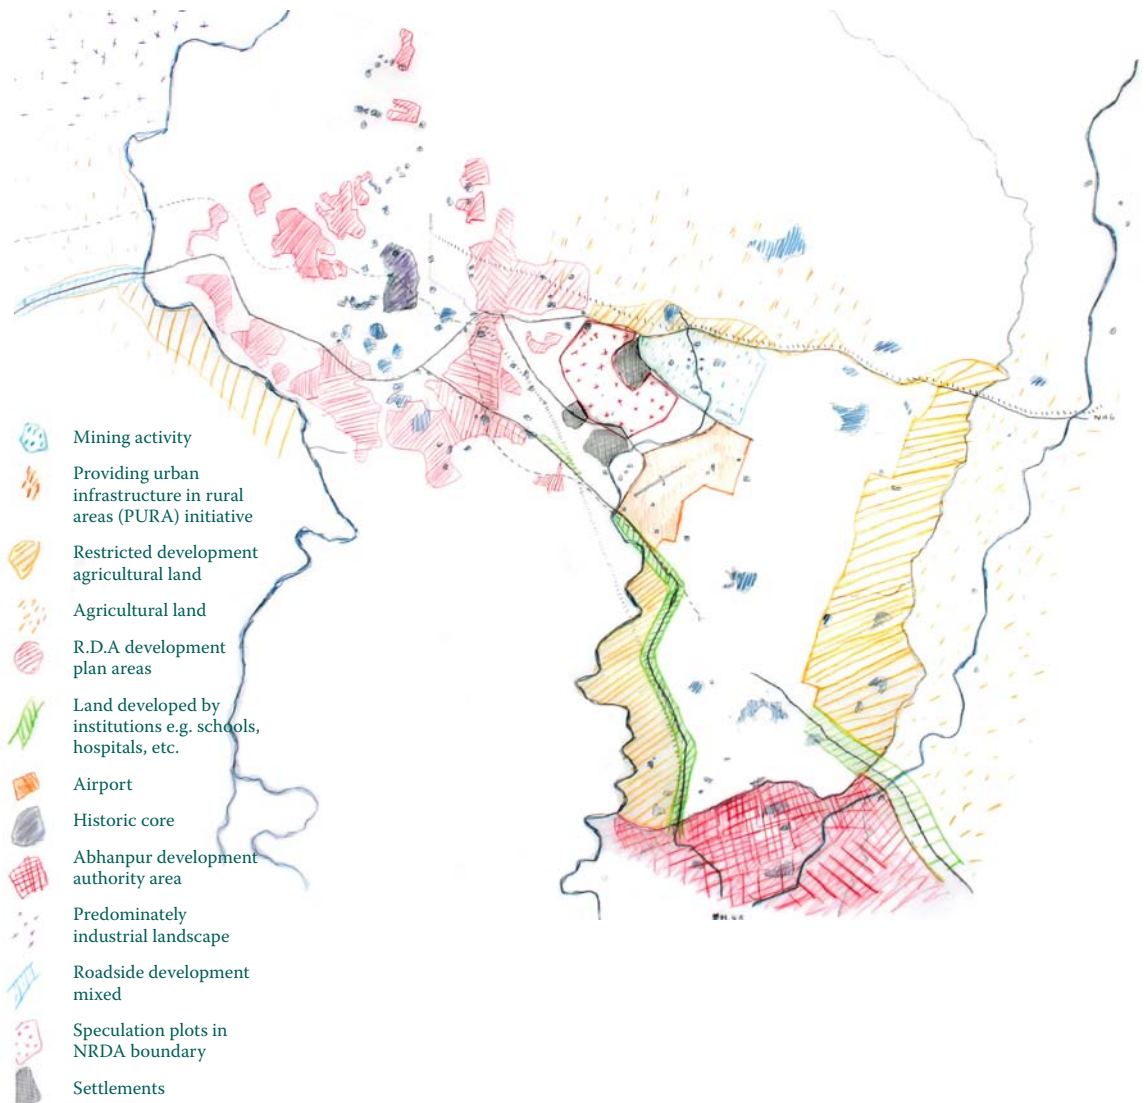 Mining activity
Providing urban
infrastructure in rural
areas (PURA) initiative
Restricted development
agricultural land
Agricultural land
R.D.A development
plan areas
Land developed by
institutions e.g. schools,
hospitals, etc.
Airport
Historic core
Abhanpur development
authority area
Predominately
industrial landscape
Roadside development
mixed
Speculation plots in
NRDA boundary
Settlements